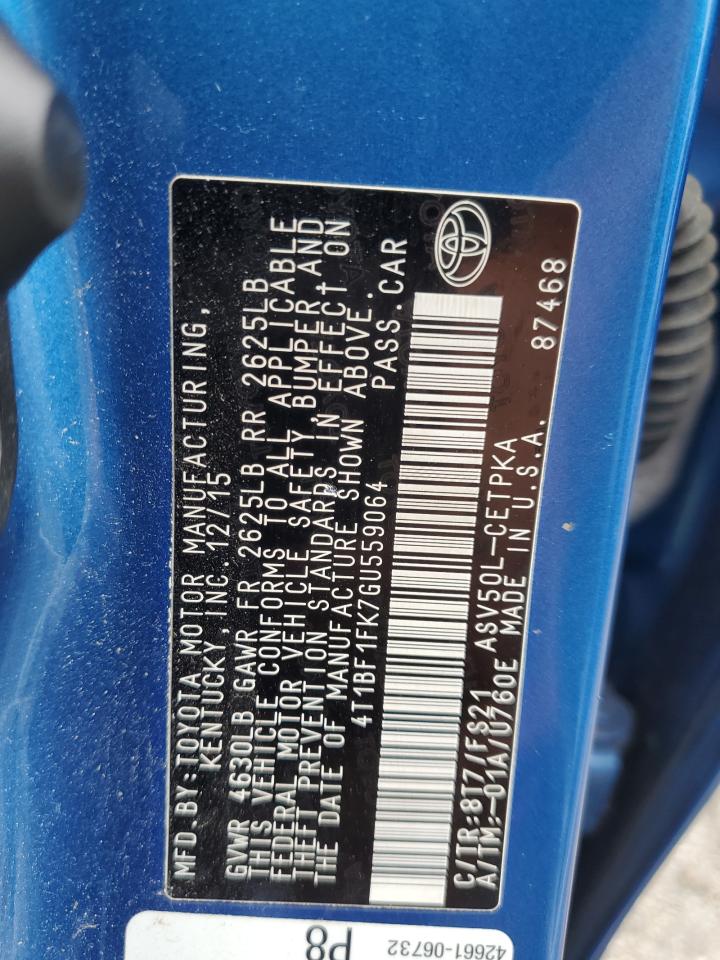 MFD BY:TOYOTA MOTOR MANUFACTURING,
KENTUCKY, INC. 12/15
GVWR 4630LB GAWR FR 2625LB RR 2625LB
THIS VEHICLE CONFORMS TO ALL APPLICABLE
FEDERAL MOTOR VEHICLE SAFETY, BUMPER,AND
THEFT PREVENTION STANDARDS IN EFFECT ON
THE DATE OF MANUFACTURE SHOWN ABOVE.
4T1BF1FK7GU559064 PASS.CAR
C/TR:8T7/FS21 ASV50L-CETPKA
A/TM:-01A/U760E MADE IN U.S.A. 87468
P8
42661-06732